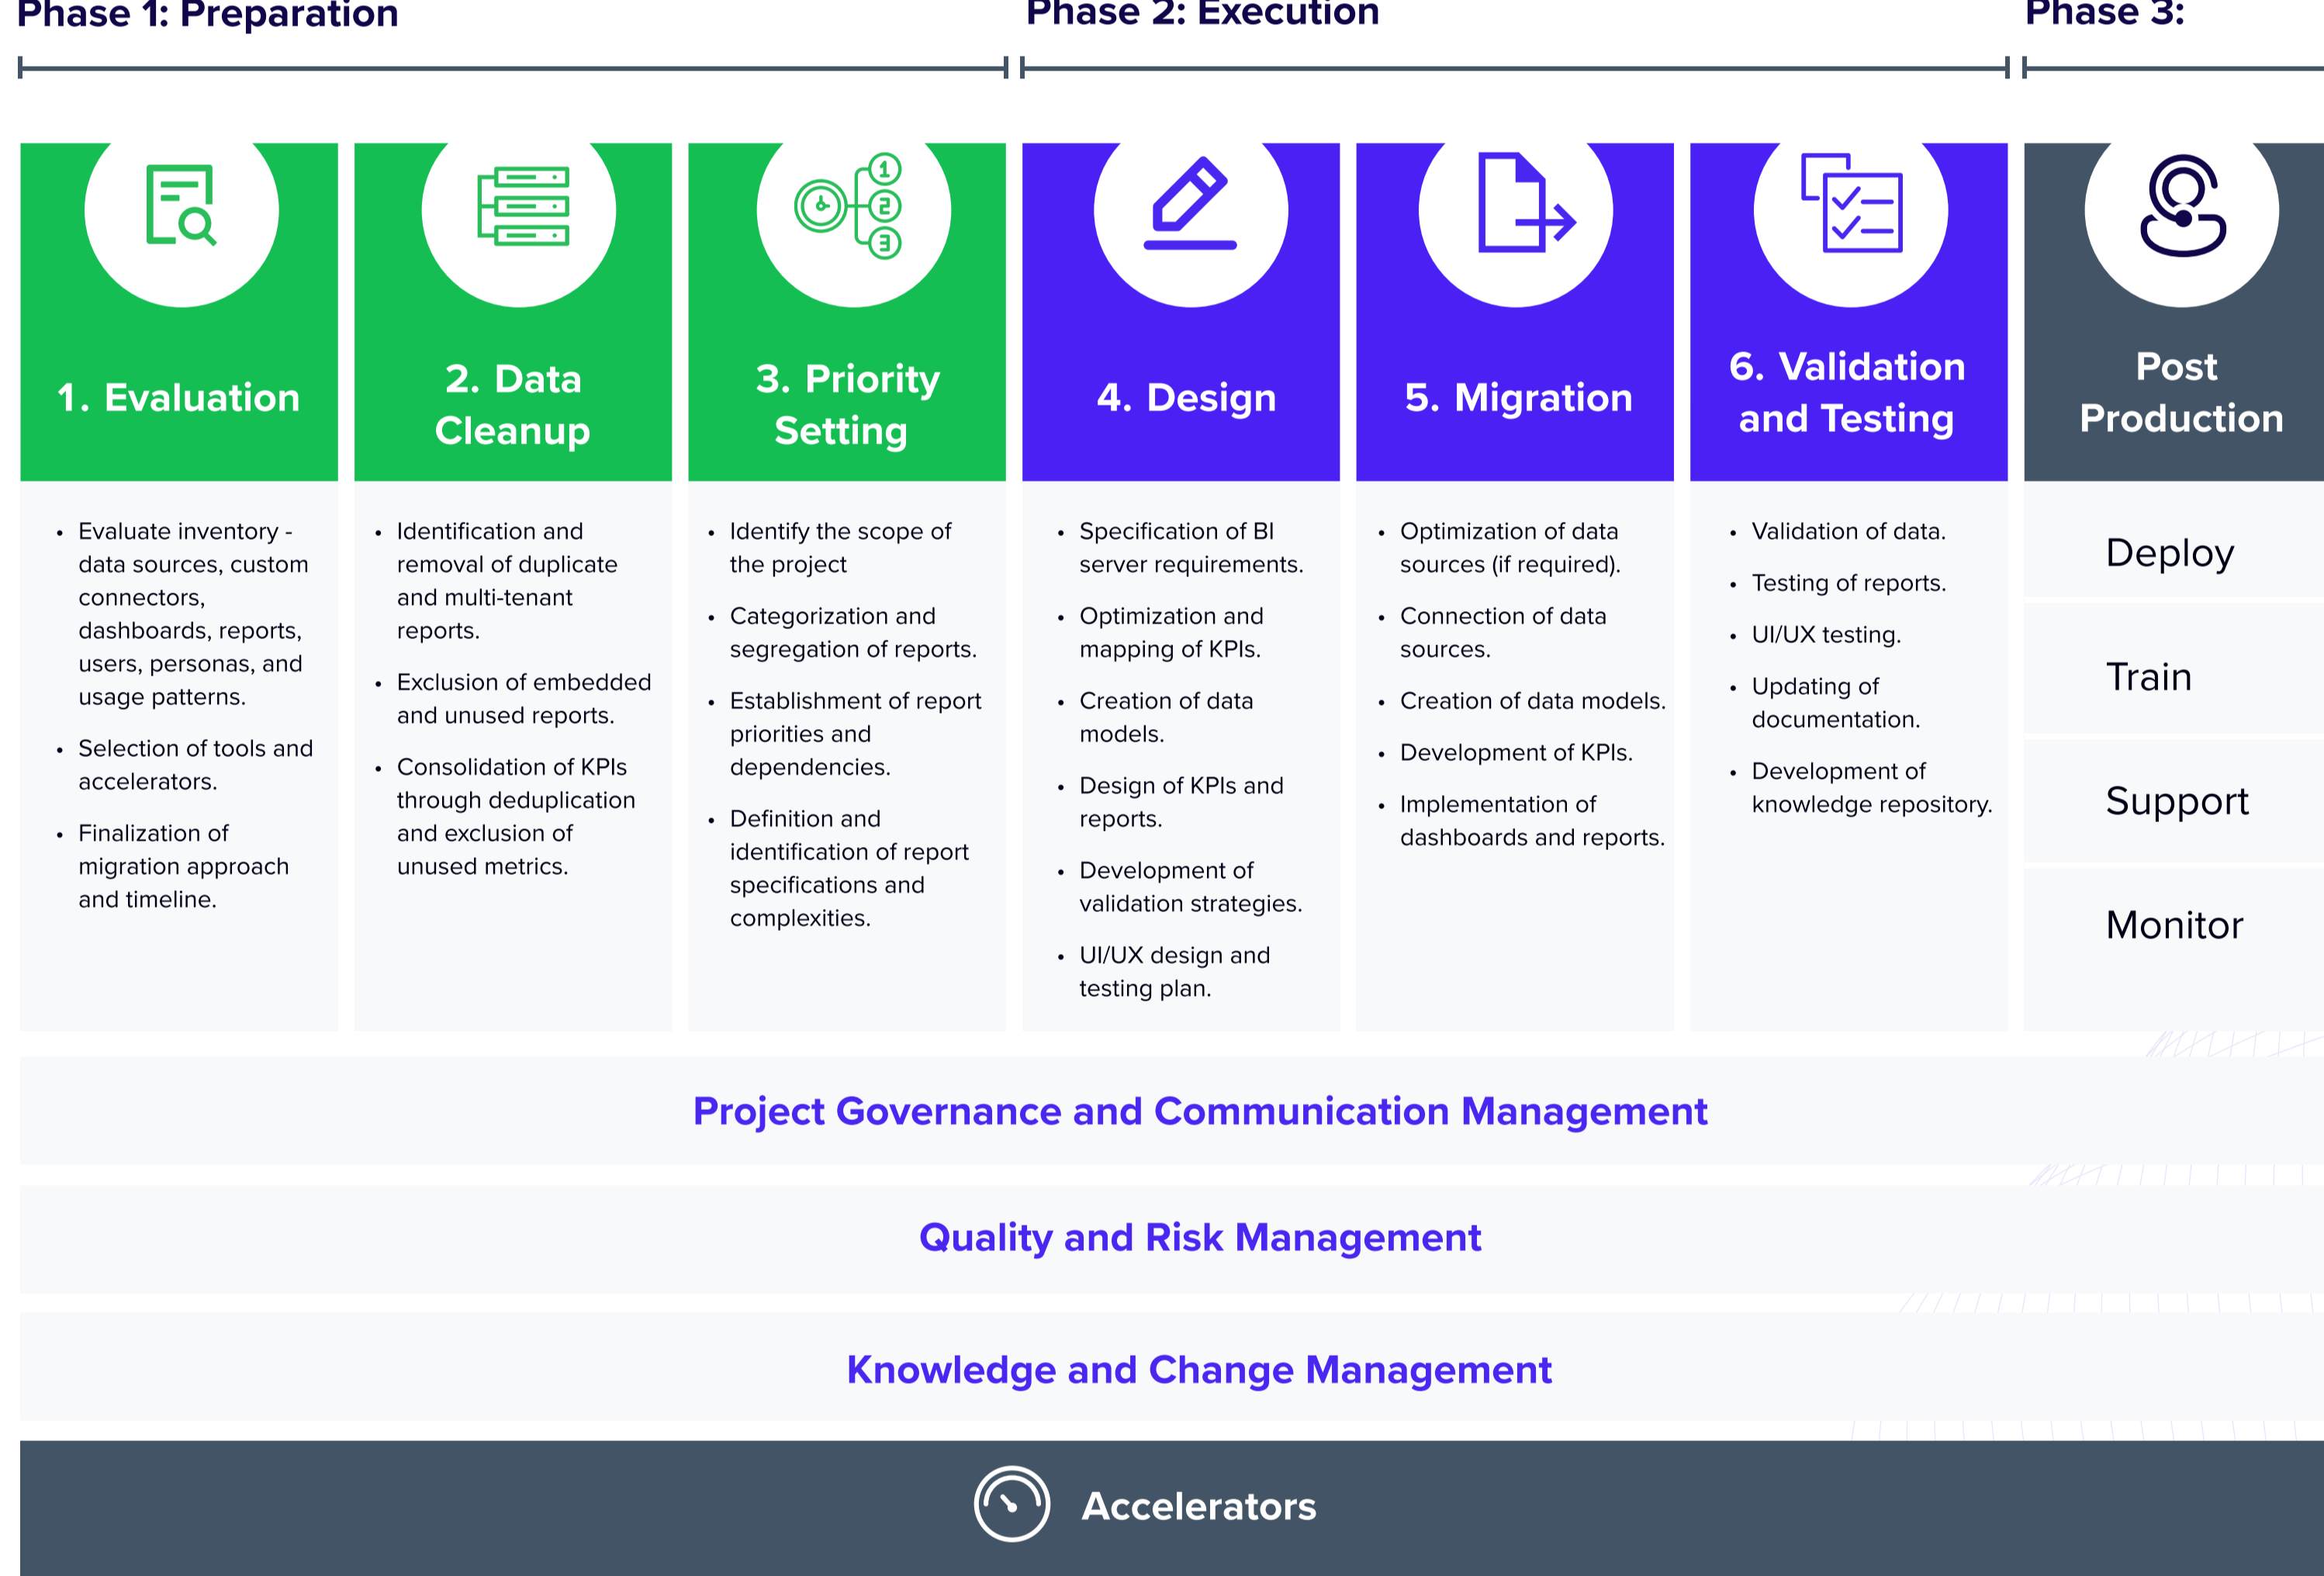 Phase 1: Preparation
Phase 2: Execution
Phase 3:
1
2
3
1. Evaluation
2. Data
Cleanup
3. Priority
Setting
4. Design
5. Migration
6. Validation
and Testing
Post
Production
• Evaluate inventory -
data sources, custom
connectors,
dashboards, reports,
users, personas, and
usage patterns.
• Selection of tools and
accelerators.
• Finalization of
migration approach
and timeline.
• Identification and
removal of duplicate
and multi-tenant
reports.
• Exclusion of embedded
and unused reports.
• Consolidation of KPIs
through deduplication
and exclusion of
unused metrics.
• Identify the scope of
the project
• Categorization and
segregation of reports.
• Establishment of report
priorities and
dependencies.
• Definition and
identification of report
specifications and
complexities.
• Specification of BI
server requirements.
• Optimization and
mapping of KPIs.
• Creation of data
models.
• Design of KPIs and
reports.
• Development of
validation strategies.
• UI/UX design and
testing plan.
• Optimization of data
sources (if required).
• Connection of data
sources.
• Creation of data models.
• Development of KPIs.
• Implementation of
dashboards and reports.
• Validation of data.
• Testing of reports.
• UI/UX testing.
• Updating of
documentation.
• Development of
knowledge repository.
Deploy
Train
Support
Monitor
Project Governance and Communication Management
Quality and Risk Management
Knowledge and Change Management
Accelerators